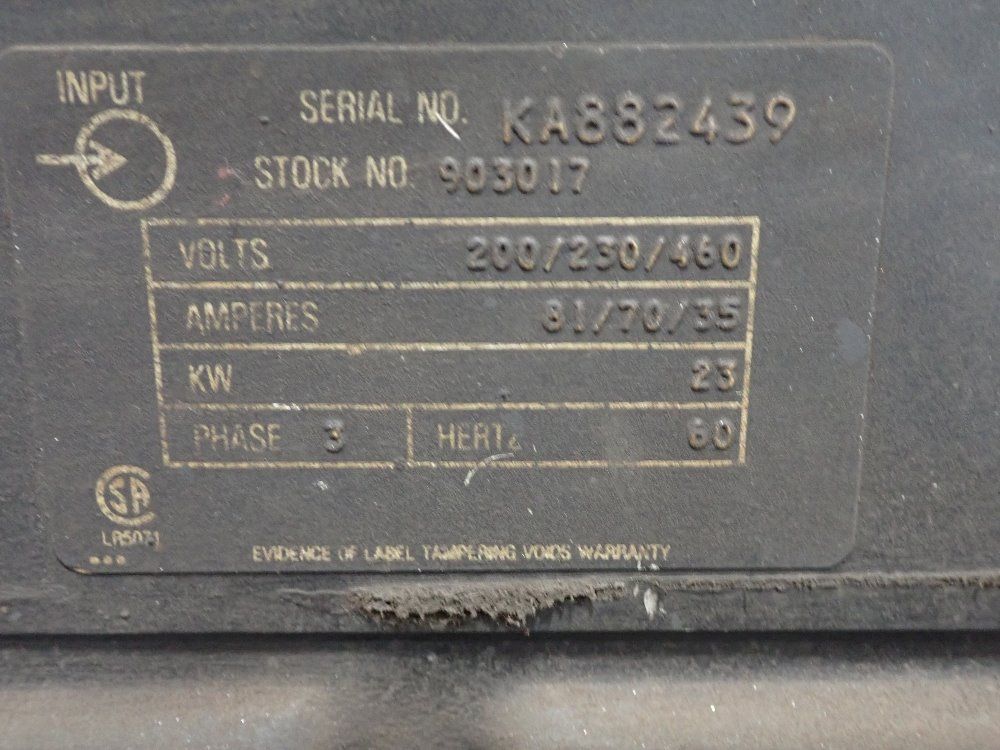 INPUT
SERIAL NO. KA882439
STOCK NO. 903017
VOLTS 200/230/460
AMPERES 81/70/35
KW 23
PHASE 3 HERTZ 60
SA
LR5071
EVIDENCE OF LABEL TAMPERING VOIDS WARRANTY